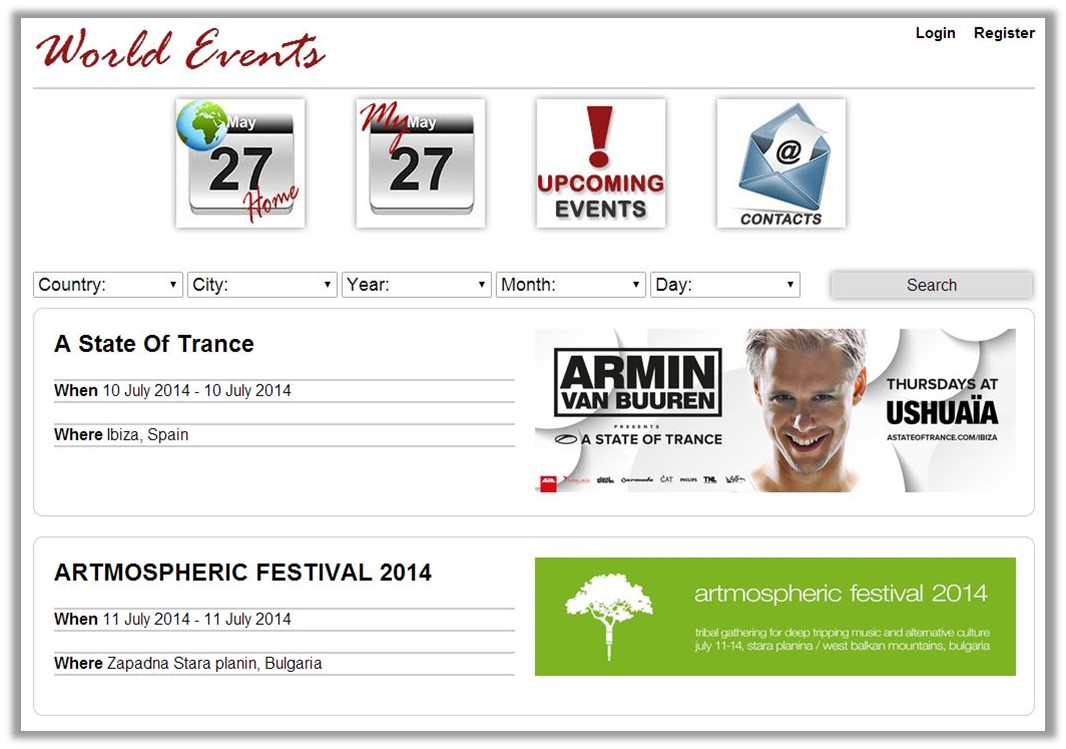 World Events
Login Register
May
27
Home
My May
27
UPCOMING
EVENTS
@
CONTACTS
Country: City: Year: Month: Day: Search
A State Of Trance
When 10 July 2014 - 10 July 2014
Where Ibiza, Spain
ARMIN
VAN BUUREN
PRESENTS
A STATE OF TRANCE
THURSDAYS AT
USHUAÏA
ASTATEOFTRANCE.COM/IBIZA
CAT PHILIPS TNL
ARTMOSPHERIC FESTIVAL 2014
When 11 July 2014 - 11 July 2014
Where Zapadna Stara planin, Bulgaria
artmospheric festival 2014
tribal gathering for deep tripping music and alternative culture
july 11-14, stara planina / west balkan mountains, bulgaria